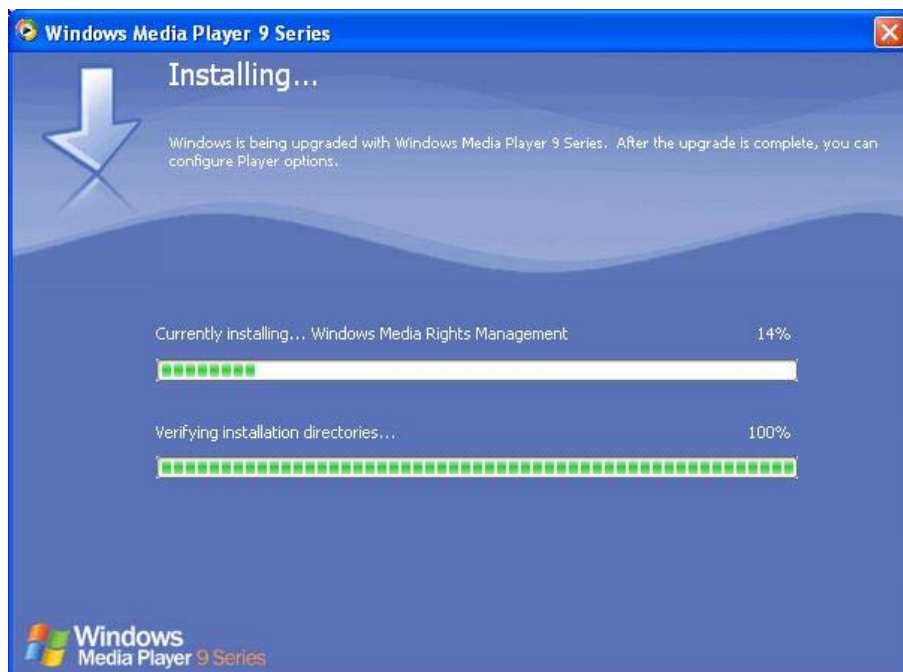 Windows Media Player 9 Series
Installing...
Windows is being upgraded with Windows Media Player 9 Series.  After the upgrade is complete, you can
configure Player options.
Currently installing... Windows Media Rights Management 14%
Verifying installation directories... 100%
Windows
Media Player 9 Series